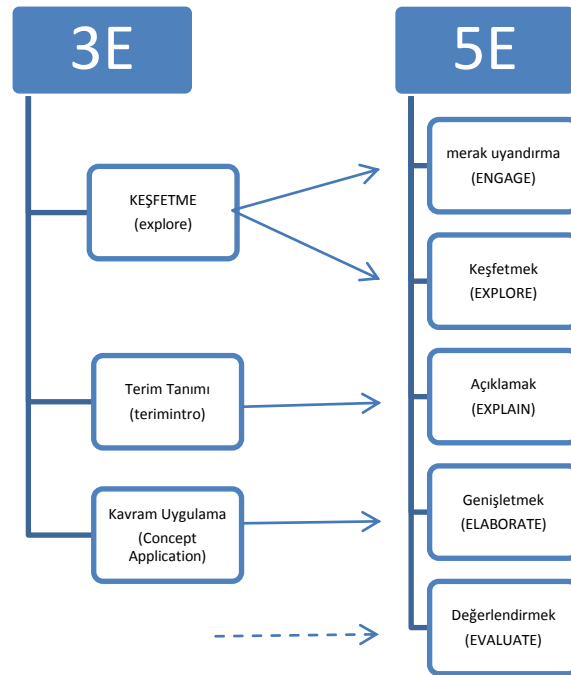 3E
KEŞFETME
(explore)
Terim Tanımı
(terimintro)
Kavram Uygulama
(Concept
Application)
5E
merak uyandırma
(ENGAGE)
Keşfetmek
(EXPLORE)
Açıklamak
(EXPLAIN)
Genişletmek
(ELABORATE)
Değerlendirmek
(EVALUATE)